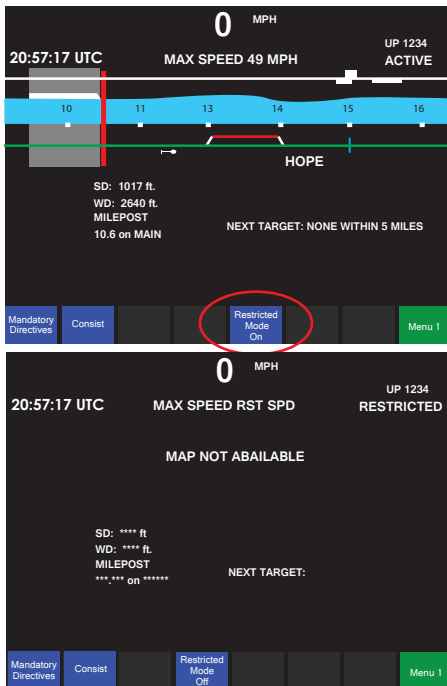 0 MPH
UP 1234
20:57:17 UTC MAX SPEED 49 MPH ACTIVE
10 11 13 14 15 16
HOPE
SD: 1017 ft.
WD: 2640 ft.
MILEPOST
10.6 on MAIN
NEXT TARGET: NONE WITHIN 5 MILES
Mandatory
Directives
Consist
Restricted
Mode
On
Menu 1
0 MPH
UP 1234
20:57:17 UTC MAX SPEED RST SPD RESTRICTED
MAP NOT ABAILABLE
SD: **** ft
WD: **** ft.
MILEPOST
***.*** on ******
NEXT TARGET:
Mandatory
Directives
Consist
Restricted
Mode
Off
Menu 1